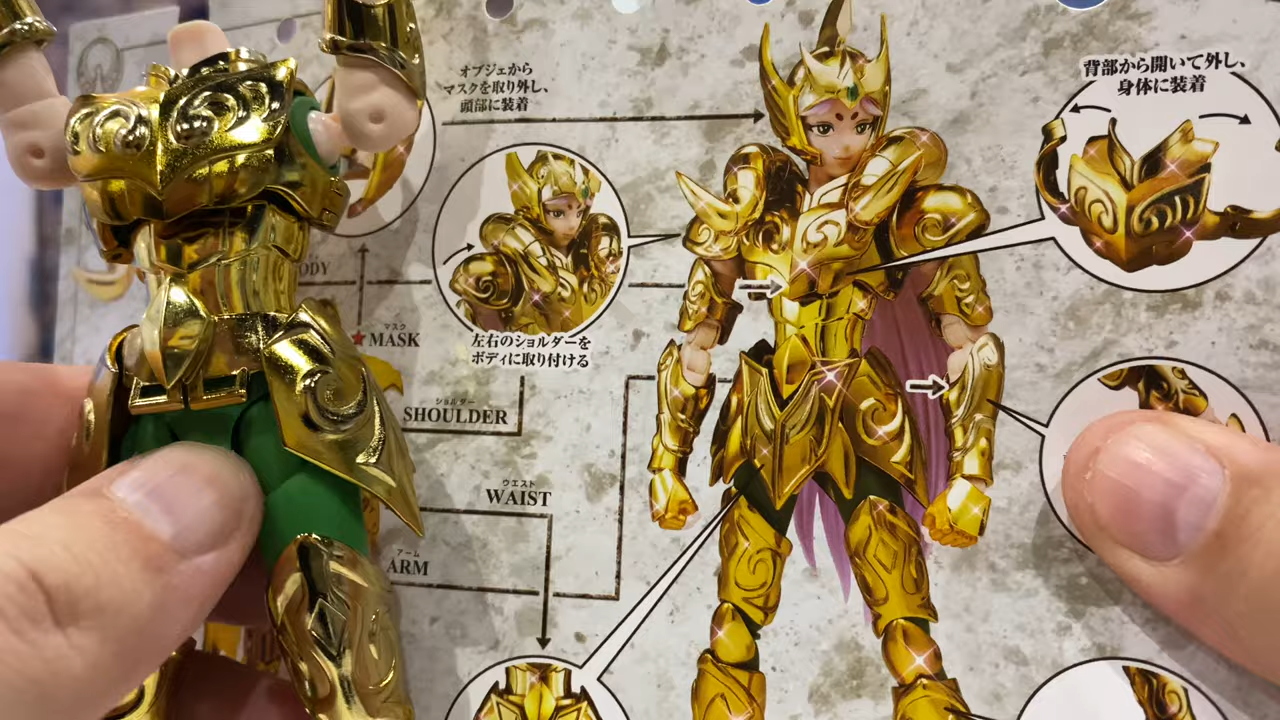 オブジェから
マスクを取り外し、
頭部に装着
背部から開いて外し、
身体に装着
マスク
★MASK
左右のショルダーを
ボディに取り付ける
ショルダー
SHOULDER
ウエスト
WAIST
アーム
ARM